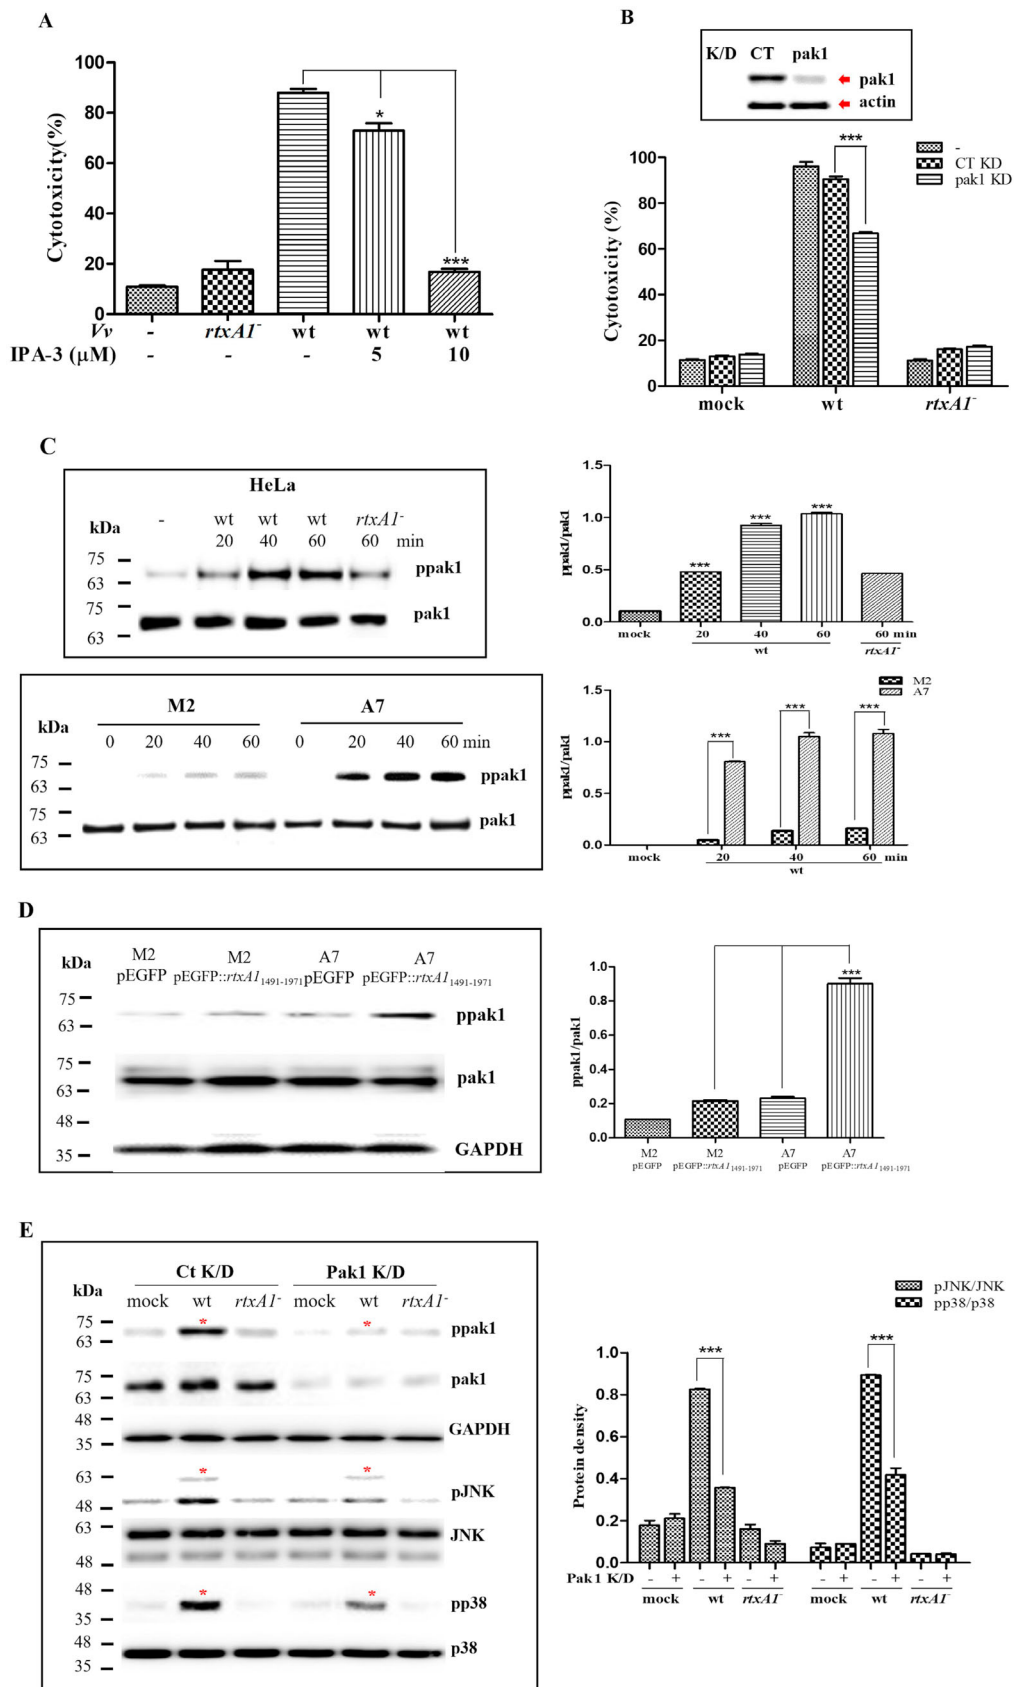 A
100
80
60
40
20
0
Cytotoxicity(%)
*
***
Vv - rtxA1- wt wt wt
IPA-3 (μM) - - - 5 10
B
K/D CT pak1
pak1
actin
-
CT KD
pak1 KD
***
100
80
60
40
20
0
Cytotoxicity (%)
mock wt rtxA1-
C
HeLa
kDa
- wt wt wt rtxA1-
20 40 60 60 min
75
63
ppak1
75
63
pak1
1.5
1.0
0.5
0.0
ppak1/pak1
*** *** ***
mock 20 40 60 60 min
wt rtxA1-
M2 A7
kDa
0 20 40 60 0 20 40 60 min
75
63
ppak1
75
63
pak1
M2
A7
1.5
1.0
0.5
0.0
ppak1/pak1
*** *** ***
mock 20 40 60 min
wt
D
kDa
M2 M2 A7 A7
pEGFP pEGFP::rtxA1 1491-1971 pEGFP pEGFP::rtxA1 1491-1971
75
63
ppak1
75
63
pak1
48
35
GAPDH
1.0
0.8
0.6
0.4
0.2
0.0
ppak1/pak1
***
M2 M2 A7 A7
pEGFP pEGFP::rtxA1 1491-1971 pEGFP pEGFP::rtxA1 1491-1971
E
Ct K/D Pak1 K/D
kDa
mock wt rtxA1- mock wt rtxA1-
75
63
* *
ppak1
75
63
pak1
48
35
GAPDH
63
48
* *
pJNK
63
48
JNK
48
35
* *
pp38
48
35
p38
pJNK/JNK
pp38/p38
*** ***
1.0
0.8
0.6
0.4
0.2
0.0
Protein density
Pak1 K/D - + - + - + - + - + - +
mock wt rtxA1- mock wt rtxA1-